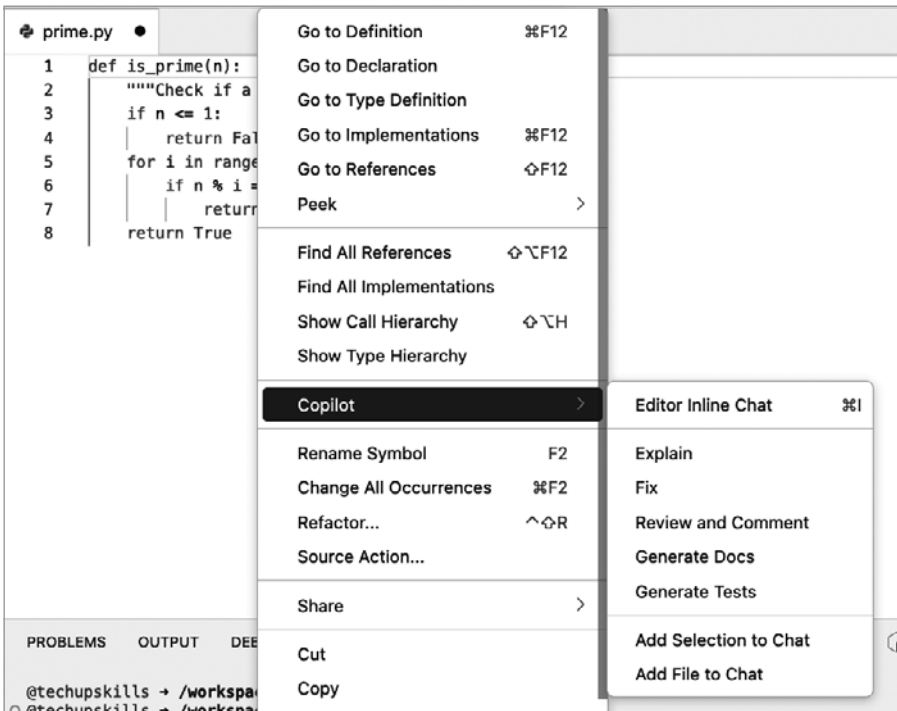 prime.py
1 def is_prime(n):
2 """Check if a
3 if n <= 1:
4 return Fal
5 for i in range
6 if n % i =
7 return
8 return True
Go to Definition ⌘F12
Go to Declaration
Go to Type Definition
Go to Implementations ⌘F12
Go to References ⇧F12
Peek >
Find All References ⇧⌥F12
Find All Implementations
Show Call Hierarchy ⇧⌥H
Show Type Hierarchy
Copilot >
Rename Symbol F2
Change All Occurrences ⌘F2
Refactor... ^⇧R
Source Action...
Share >
Cut
Copy
Editor Inline Chat ⌘I
Explain
Fix
Review and Comment
Generate Docs
Generate Tests
Add Selection to Chat
Add File to Chat
PROBLEMS OUTPUT DEB
@techupskills → /workspa
@techupskills → /workspa